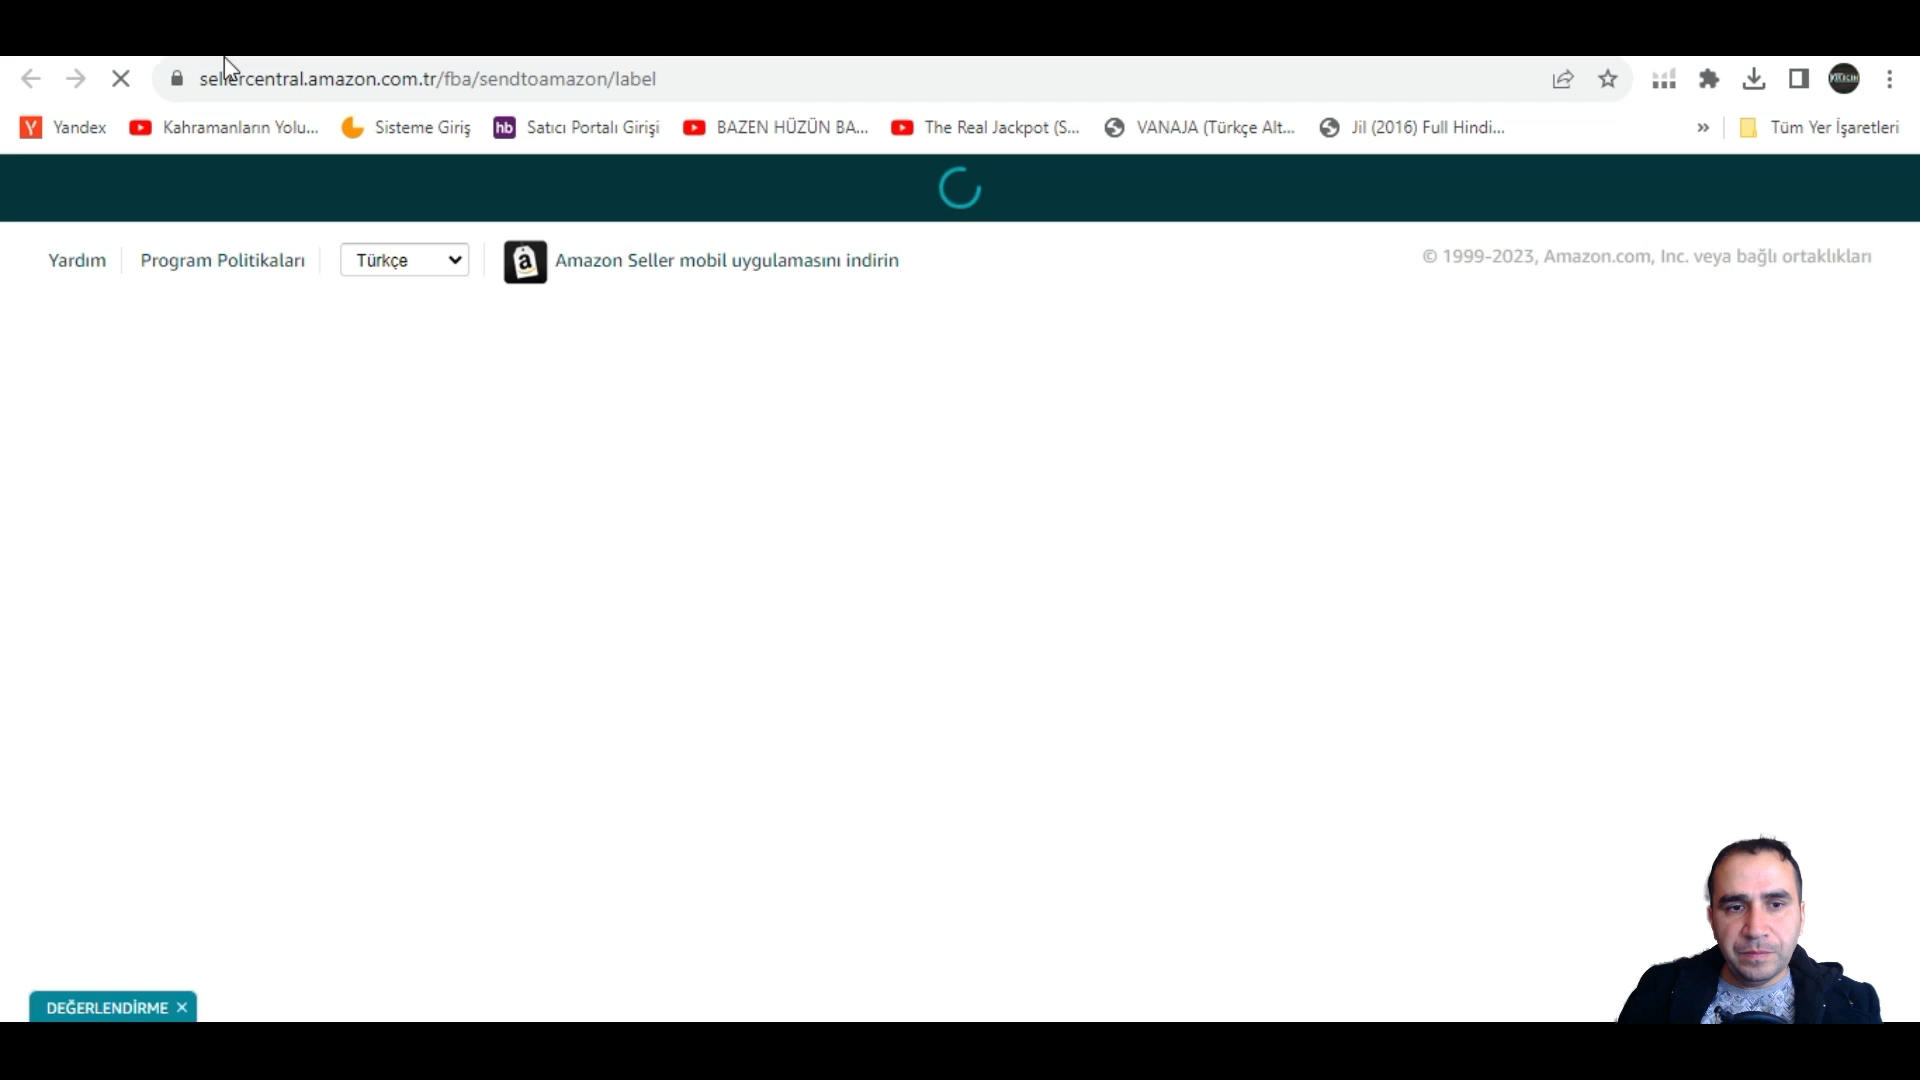 sellercentral.amazon.com.tr/fba/sendtoamazon/label
Yandex
Kahramanların Yolu...
Sisteme Giriş
hb
Satıcı Portalı Girişi
BAZEN HÜZÜN BA...
The Real Jackpot (S...
VANAJA (Türkçe Alt...
Jil (2016) Full Hindi...
»
Tüm Yer İşaretleri
Yardım
Program Politikaları
Türkçe
Amazon Seller mobil uygulamasını indirin
© 1999-2023, Amazon.com, Inc. veya bağlı ortaklıkları
DEĞERLENDİRME ×